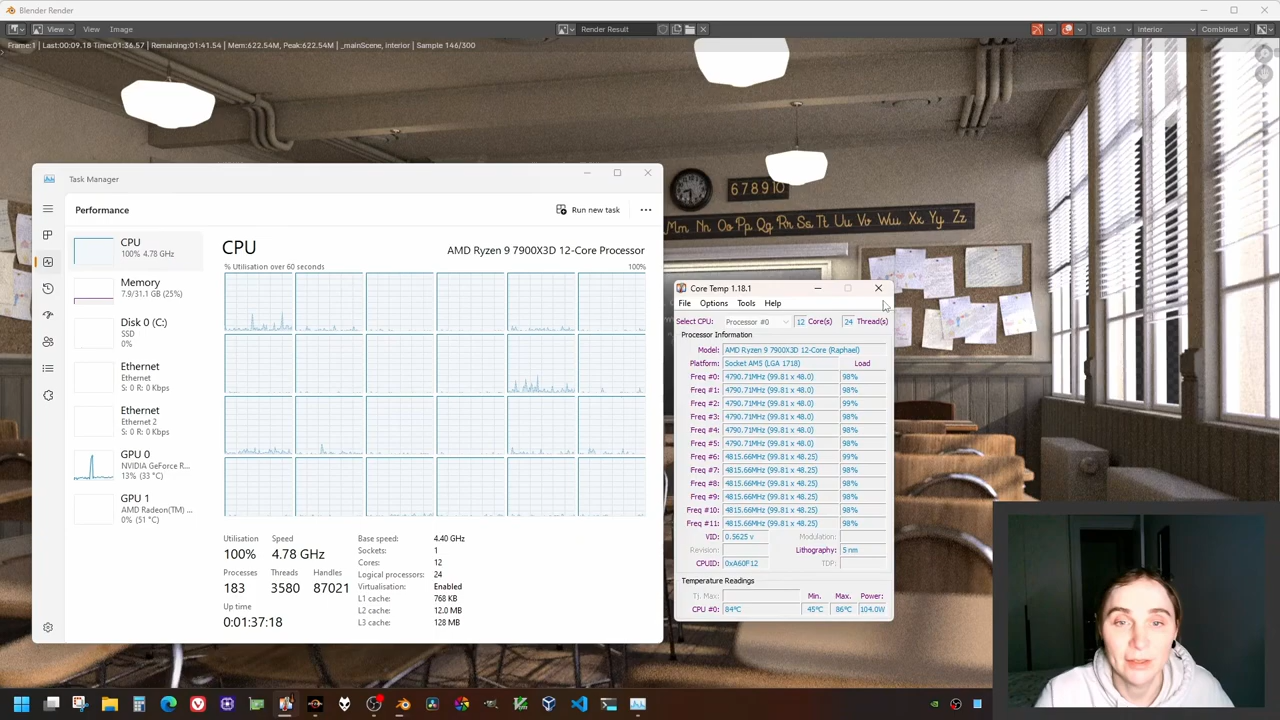 Blender Render
View View Image Render Result Slot 1 Interior Combined
Frame:1 | Last:00:09.18 Time:01:36.57 | Remaining:01:41.54 | Mem:622.54M, Peak:622.54M | _mainScene, interior | Sample 146/300
6 7 8 9 10
Mm Nn Oo Pp Qq Rr Ss Tt Uu Vv Ww Xx Yy Zz
Task Manager
Performance
Run new task
CPU
100% 4.78 GHz
Memory
7.9/31.1 GB (25%)
Disk 0 (C:)
SSD
0%
Ethernet
Ethernet
S: 0 R: 0 Kbps
Ethernet
Ethernet 2
S: 0 R: 0 Kbps
GPU 0
NVIDIA GeForce R...
13% (33 °C)
GPU 1
AMD Radeon(TM) ...
0% (51 °C)
CPU
AMD Ryzen 9 7900X3D 12-Core Processor
% Utilisation over 60 seconds
100%
Utilisation
100%
Speed
4.78 GHz
Processes
183
Threads
3580
Handles
87021
Up time
0:01:37:18
Base speed: 4.40 GHz
Sockets: 1
Cores: 12
Logical processors: 24
Virtualisation: Enabled
L1 cache: 768 KB
L2 cache: 12.0 MB
L3 cache: 128 MB
Core Temp 1.18.1
File Options Tools Help
Select CPU: Processor #0 12 Core(s) 24 Thread(s)
Processor Information
Model: AMD Ryzen 9 7900X3D 12-Core (Raphael)
Platform: Socket AM5 (LGA 1718) Load
Freq #0: 4790.71MHz (99.81 x 48.0) 98%
Freq #1: 4790.71MHz (99.81 x 48.0) 98%
Freq #2: 4790.71MHz (99.81 x 48.0) 99%
Freq #3: 4790.71MHz (99.81 x 48.0) 98%
Freq #4: 4790.71MHz (99.81 x 48.0) 98%
Freq #5: 4790.71MHz (99.81 x 48.0) 98%
Freq #6: 4815.66MHz (99.81 x 48.25) 99%
Freq #7: 4815.66MHz (99.81 x 48.25) 98%
Freq #8: 4815.66MHz (99.81 x 48.25) 98%
Freq #9: 4815.66MHz (99.81 x 48.25) 98%
Freq #10: 4815.66MHz (99.81 x 48.25) 98%
Freq #11: 4815.66MHz (99.81 x 48.25) 98%
VID: 0.5625 v Modulation:
Revision: Lithography: 5 nm
CPUID: 0xA60F12 TDP:
Temperature Readings
Tj. Max: Min. Max. Power:
CPU #0: 84°C 45°C 86°C 104.0W